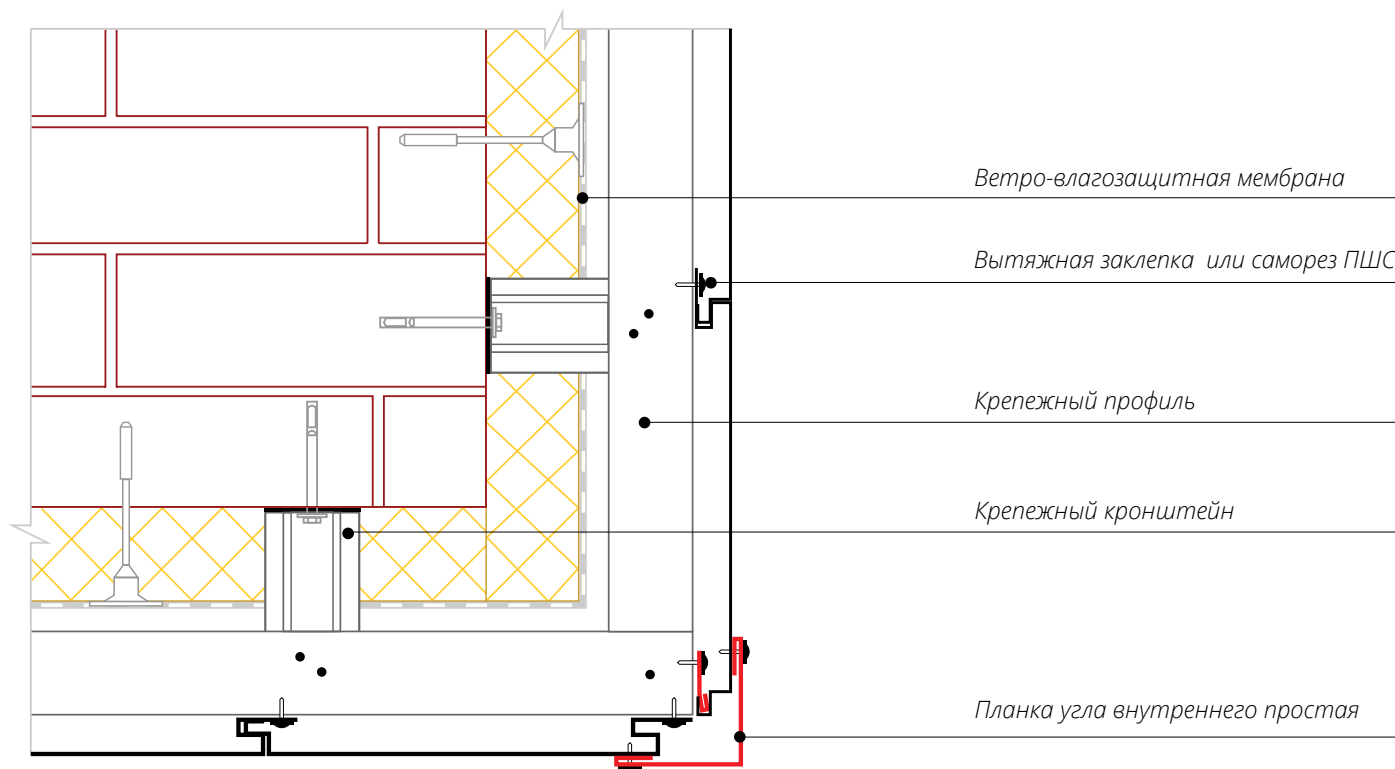 Ветро-влагозащитная мембрана
Вытяжная заклепка или саморез ПШС
Крепежный профиль
Крепежный кронштейн
Планка угла внутреннего простая